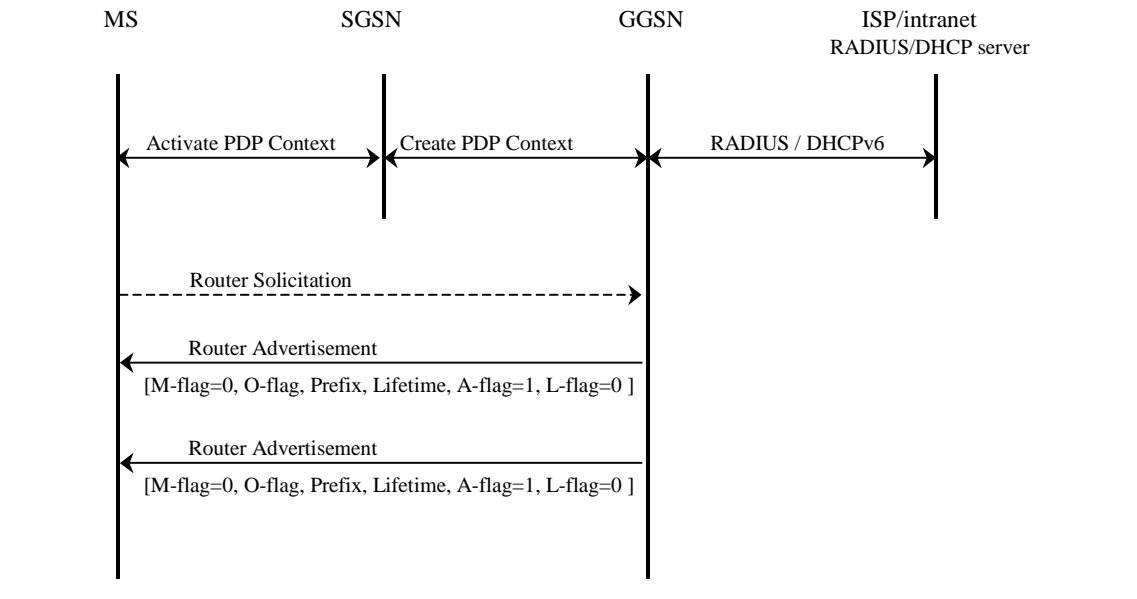 MS SGSN GGSN ISP/intranet
RADIUS/DHCP server
Activate PDP Context Create PDP Context RADIUS / DHCPv6
Router Solicitation
Router Advertisement
[M-flag=0, O-flag, Prefix, Lifetime, A-flag=1, L-flag=0 ]
Router Advertisement
[M-flag=0, O-flag, Prefix, Lifetime, A-flag=1, L-flag=0 ]